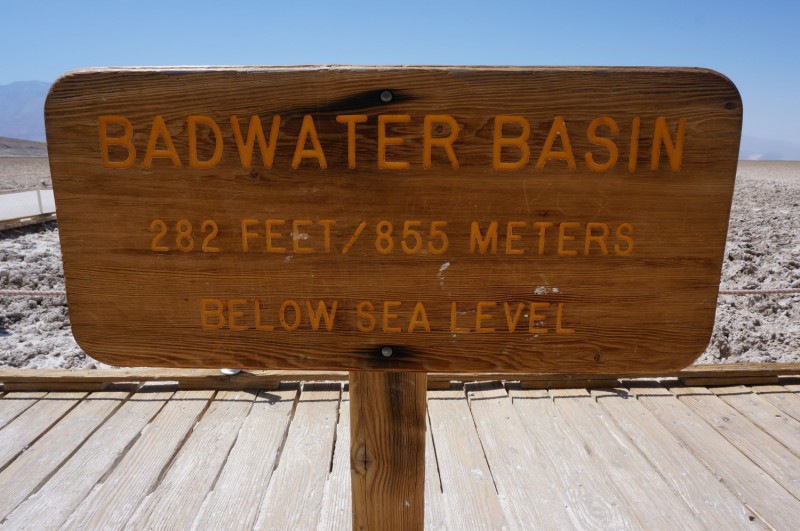 BADWATER BASIN
282 FEET/855 METERS
BELOW SEA LEVEL